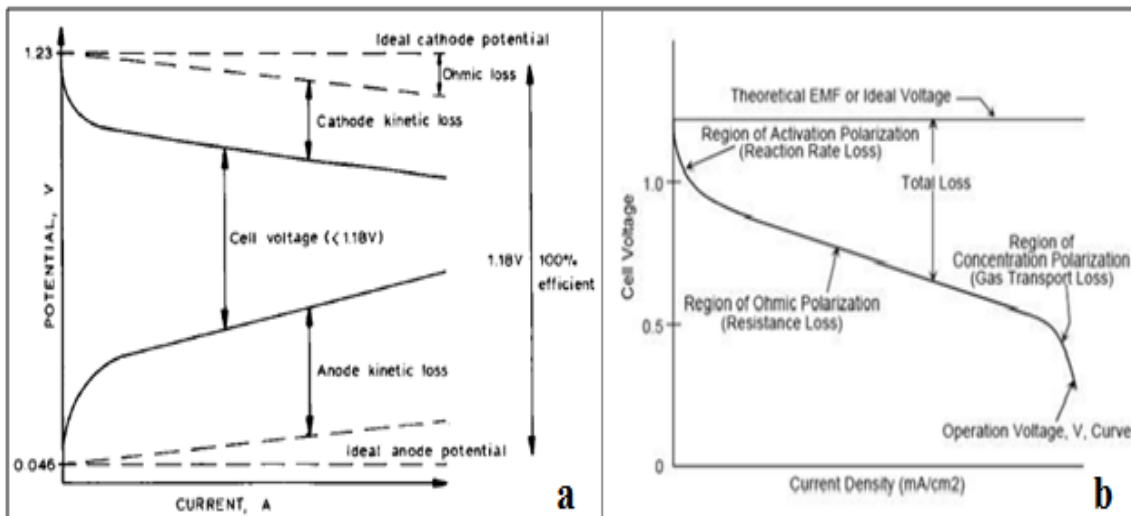 1.23
Ideal cathode potential
Ohmic loss
Cathode kinetic loss
POTENTIAL, V
Cell voltage (<1.18V)
1.18V
100%
efficient
Anode kinetic loss
Ideal anode potential
0.046
CURRENT, A
a
Theoretical EMF or Ideal Voltage
Region of Activation Polarization
(Reaction Rate Loss)
1.0
Total Loss
Cell Voltage
Region of
Concentration Polarization
(Gas Transport Loss)
Region of Ohmic Polarization
(Resistance Loss)
0.5
Operation Voltage, V, Curve
0
Current Density (mA/cm2)
b